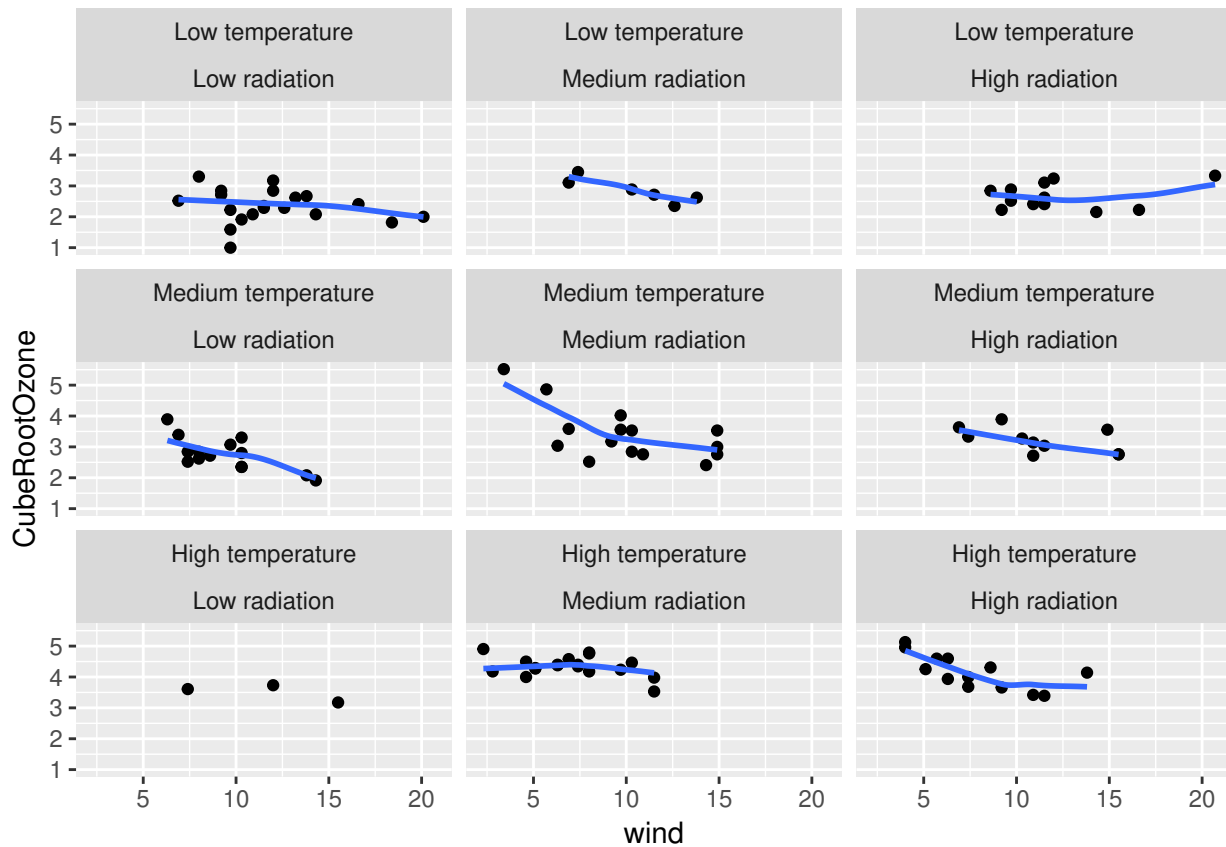 Low temperature
Low radiation
Low temperature
Medium radiation
Low temperature
High radiation
5
4
3
2
1
Medium temperature
Low radiation
Medium temperature
Medium radiation
Medium temperature
High radiation
5
4
3
2
1
High temperature
Low radiation
High temperature
Medium radiation
High temperature
High radiation
5
4
3
2
1
5 10 15 20
5 10 15 20
5 10 15 20
wind
CubeRootOzone